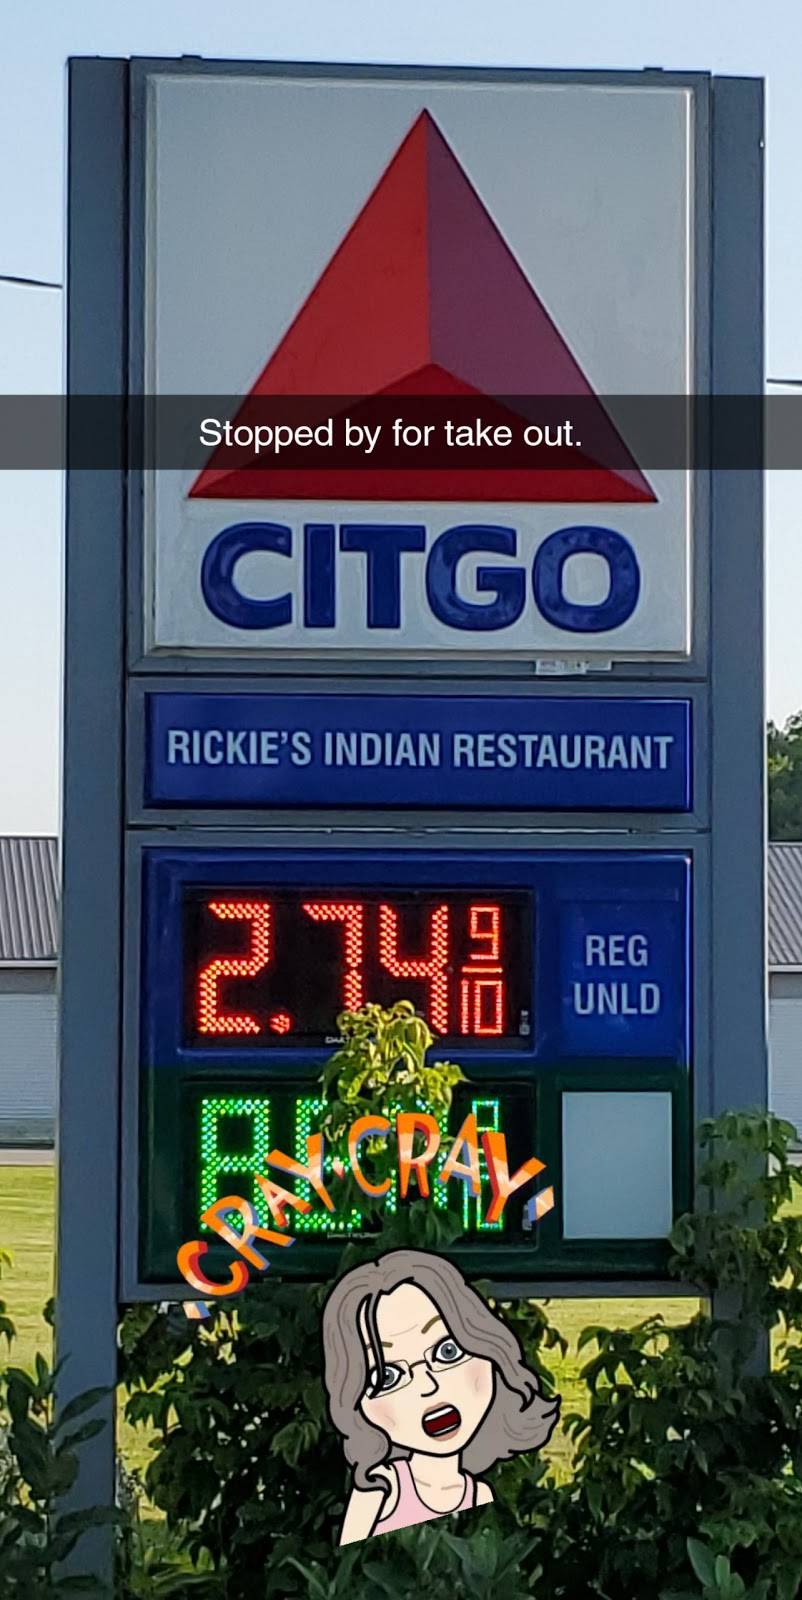 Stopped by for take out.
CITGO
RICKIE'S INDIAN RESTAURANT
2.74 9/10
REG
UNLD
CRAY·CRAY